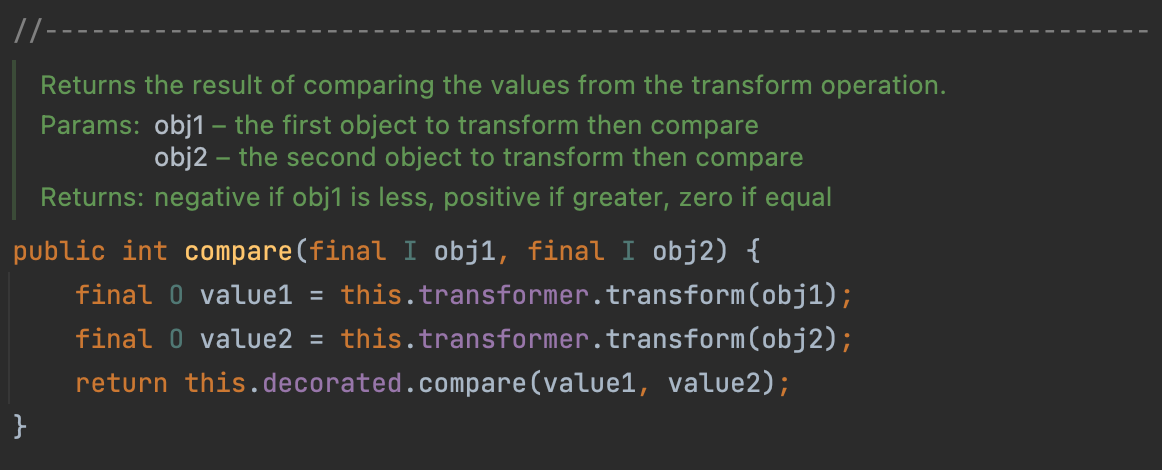 //-----------------------------------------------------------------------
Returns the result of comparing the values from the transform operation.
Params: obj1 – the first object to transform then compare
obj2 – the second object to transform then compare
Returns: negative if obj1 is less, positive if greater, zero if equal
public int compare(final I obj1, final I obj2) {
    final O value1 = this.transformer.transform(obj1);
    final O value2 = this.transformer.transform(obj2);
    return this.decorated.compare(value1, value2);
}